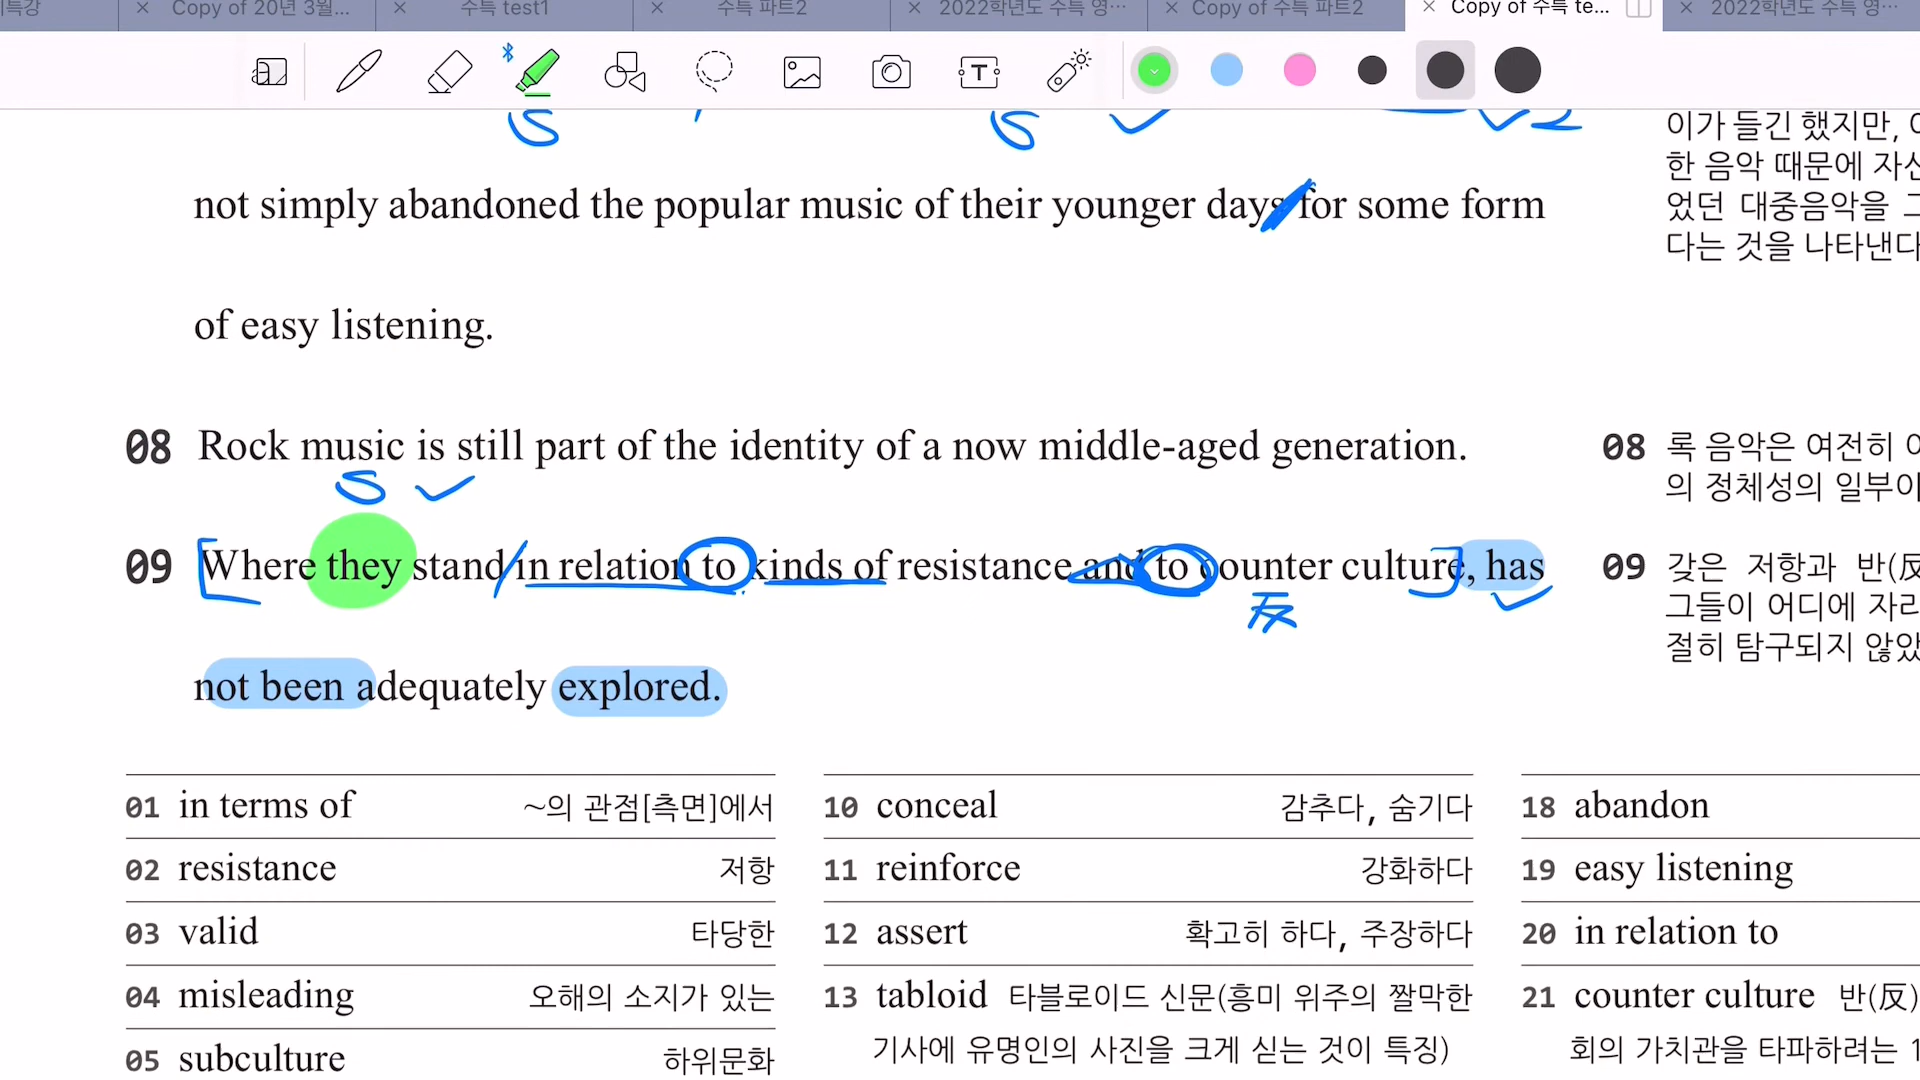 특강
Copy of 20년 3월...
수특 test1
수특 파트2
2022학년도 수특 영...
Copy of 수특 파트2
Copy of 수특 te...
2022학년도 수특 영...
S S 2
not simply abandoned the popular music of their younger days for some form
of easy listening.
이가 들긴 했지만,
한 음악 때문에
었던 대중음악을
다는 것을 나타낸다
08 Rock music is still part of the identity of a now middle-aged generation.
S
08 록 음악은 여전히
의 정체성의 일부이
09 Where they stand in relation to kinds of resistance and to counter culture, has
反
not been adequately explored.
09 갖은 저항과 반(反
그들이 어디에 자리
절히 탐구되지 않았
01 in terms of ~의 관점[측면]에서
02 resistance 저항
03 valid 타당한
04 misleading 오해의 소지가 있는
05 subculture 하위문화
10 conceal 감추다, 숨기다
11 reinforce 강화하다
12 assert 확고히 하다, 주장하다
13 tabloid 타블로이드 신문(흥미 위주의 짤막한
기사에 유명인의 사진을 크게 싣는 것이 특징)
18 abandon
19 easy listening
20 in relation to
21 counter culture 반(反)
회의 가치관을 타파하려는 1